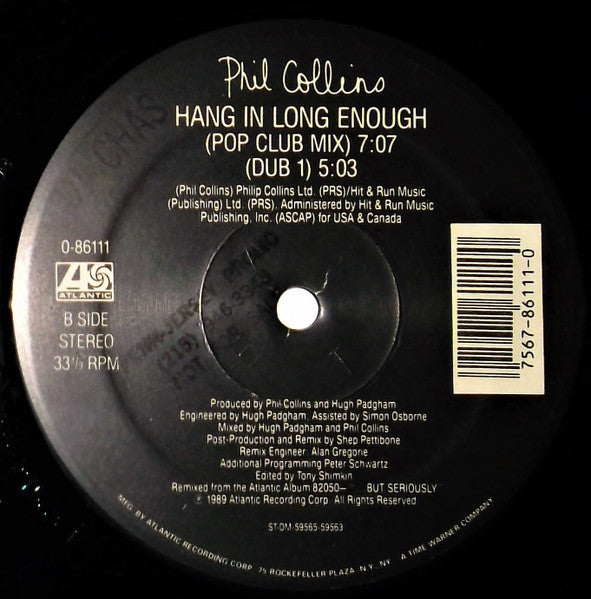 Phil Collins
HANG IN LONG ENOUGH
(POP CLUB MIX) 7:07
(DUB 1) 5:03
(Phil Collins) Philip Collins Ltd. (PRS)/Hit & Run Music
(Publishing) Ltd. (PRS). Administered by Hit & Run Music
Publishing, Inc. (ASCAP) for USA & Canada
CHAS
0-86111
ATLANTIC
B SIDE
STEREO
33⅓ RPM
7567-86111-0
Produced by Phil Collins and Hugh Padgham
Engineered by Hugh Padgham. Assisted by Simon Osborne
Mixed by Hugh Padgham and Phil Collins
Post-Production and Remix by Shep Pettibone
Remix Engineer. Alan Gregorie
Additional Programming Peter Schwartz
Edited by Tony Shimkin
Remixed from the Atlantic Album 82050— BUT SERIOUSLY
℗ 1989 Atlantic Recording Corp. All Rights Reserved
ST-DM-59565-59563
MFG. BY ATLANTIC RECORDING CORP. 75 ROCKEFELLER PLAZA, N.Y., NY. A TIME WARNER COMPANY